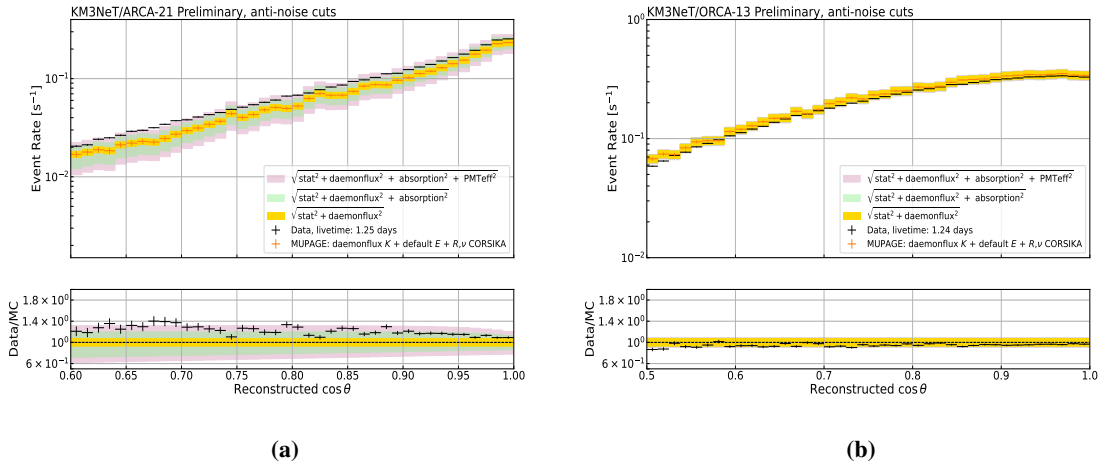 KM3NeT/ARCA-21 Preliminary, anti-noise cuts
Event Rate [s⁻¹]
10⁻¹
10⁻²
√stat² + daemonflux² + absorption² + PMTeff²
√stat² + daemonflux² + absorption²
√stat² + daemonflux²
Data, livetime: 1.25 days
MUPAGE: daemonflux K + default E + R,ν CORSIKA
Data/MC
1.8 × 10⁰
1.4 × 10⁰
10⁰
6 × 10⁻¹
0.60 0.65 0.70 0.75 0.80 0.85 0.90 0.95 1.00
Reconstructed cos θ
(a)
KM3NeT/ORCA-13 Preliminary, anti-noise cuts
Event Rate [s⁻¹]
10⁰
10⁻¹
10⁻²
√stat² + daemonflux² + absorption² + PMTeff²
√stat² + daemonflux² + absorption²
√stat² + daemonflux²
Data, livetime: 1.24 days
MUPAGE: daemonflux K + default E + R,ν CORSIKA
Data/MC
1.8 × 10⁰
1.4 × 10⁰
10⁰
6 × 10⁻¹
0.5 0.6 0.7 0.8 0.9 1.0
Reconstructed cos θ
(b)